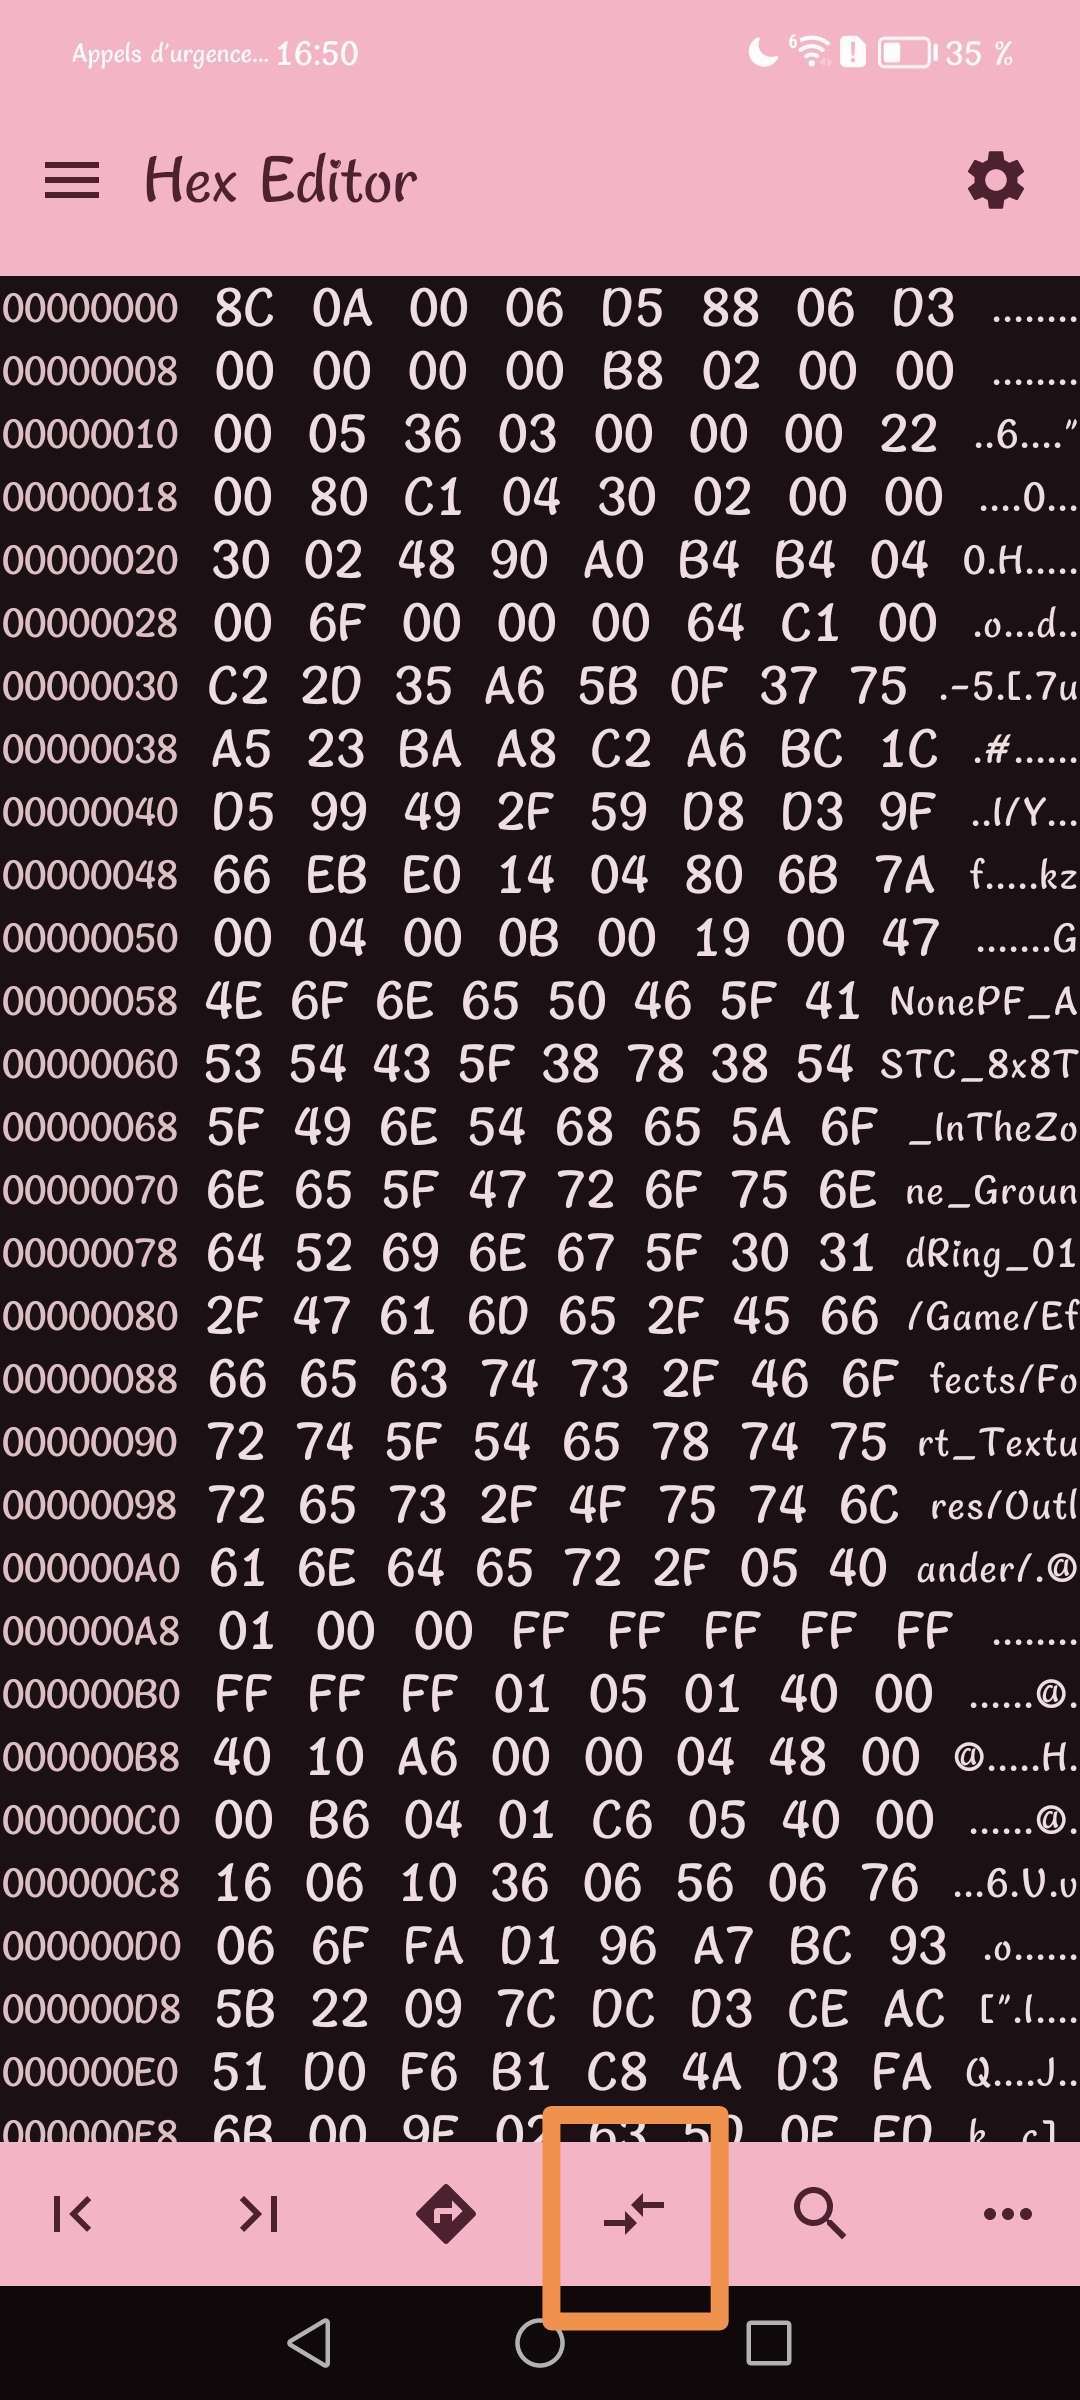 Appels d'urgence... 16:50 6 35 %
Hex Editor
00000000 8C 0A 00 06 D5 88 06 D3 ........
00000008 00 00 00 00 B8 02 00 00 ........
00000010 00 05 36 03 00 00 00 22 ..6...."
00000018 00 80 C1 04 30 02 00 00 ....0...
00000020 30 02 48 90 A0 B4 B4 04 0.H.....
00000028 00 6F 00 00 00 64 C1 00 .o...d..
00000030 C2 2D 35 A6 5B 0F 37 75 .-5.[.7u
00000038 A5 23 BA A8 C2 A6 BC 1C .#......
00000040 D5 99 49 2F 59 D8 D3 9F ..I/Y...
00000048 66 EB E0 14 04 80 6B 7A f.....kz
00000050 00 04 00 0B 00 19 00 47 .......G
00000058 4E 6F 6E 65 50 46 5F 41 NonePF_A
00000060 53 54 43 5F 38 78 38 54 STC_8x8T
00000068 5F 49 6E 54 68 65 5A 6F _InTheZo
00000070 6E 65 5F 47 72 6F 75 6E ne_Groun
00000078 64 52 69 6E 67 5F 30 31 dRing_01
00000080 2F 47 61 6D 65 2F 45 66 /Game/Ef
00000088 66 65 63 74 73 2F 46 6F fects/Fo
00000090 72 74 5F 54 65 78 74 75 rt_Textu
00000098 72 65 73 2F 4F 75 74 6C res/Outl
000000A0 61 6E 64 65 72 2F 05 40 ander/.@
000000A8 01 00 00 FF FF FF FF FF ........
000000B0 FF FF FF 01 05 01 40 00 ......@.
000000B8 40 10 A6 00 00 04 48 00 @.....H.
000000C0 00 B6 04 01 C6 05 40 00 ......@.
000000C8 16 06 10 36 06 56 06 76 ...6.V.v
000000D0 06 6F FA D1 96 A7 BC 93 .o......
000000D8 5B 22 09 7C DC D3 CE AC [".|....
000000E0 51 D0 F6 B1 C8 4A D3 FA Q....J..
000000E8 6B 00 9E 02 63 5D